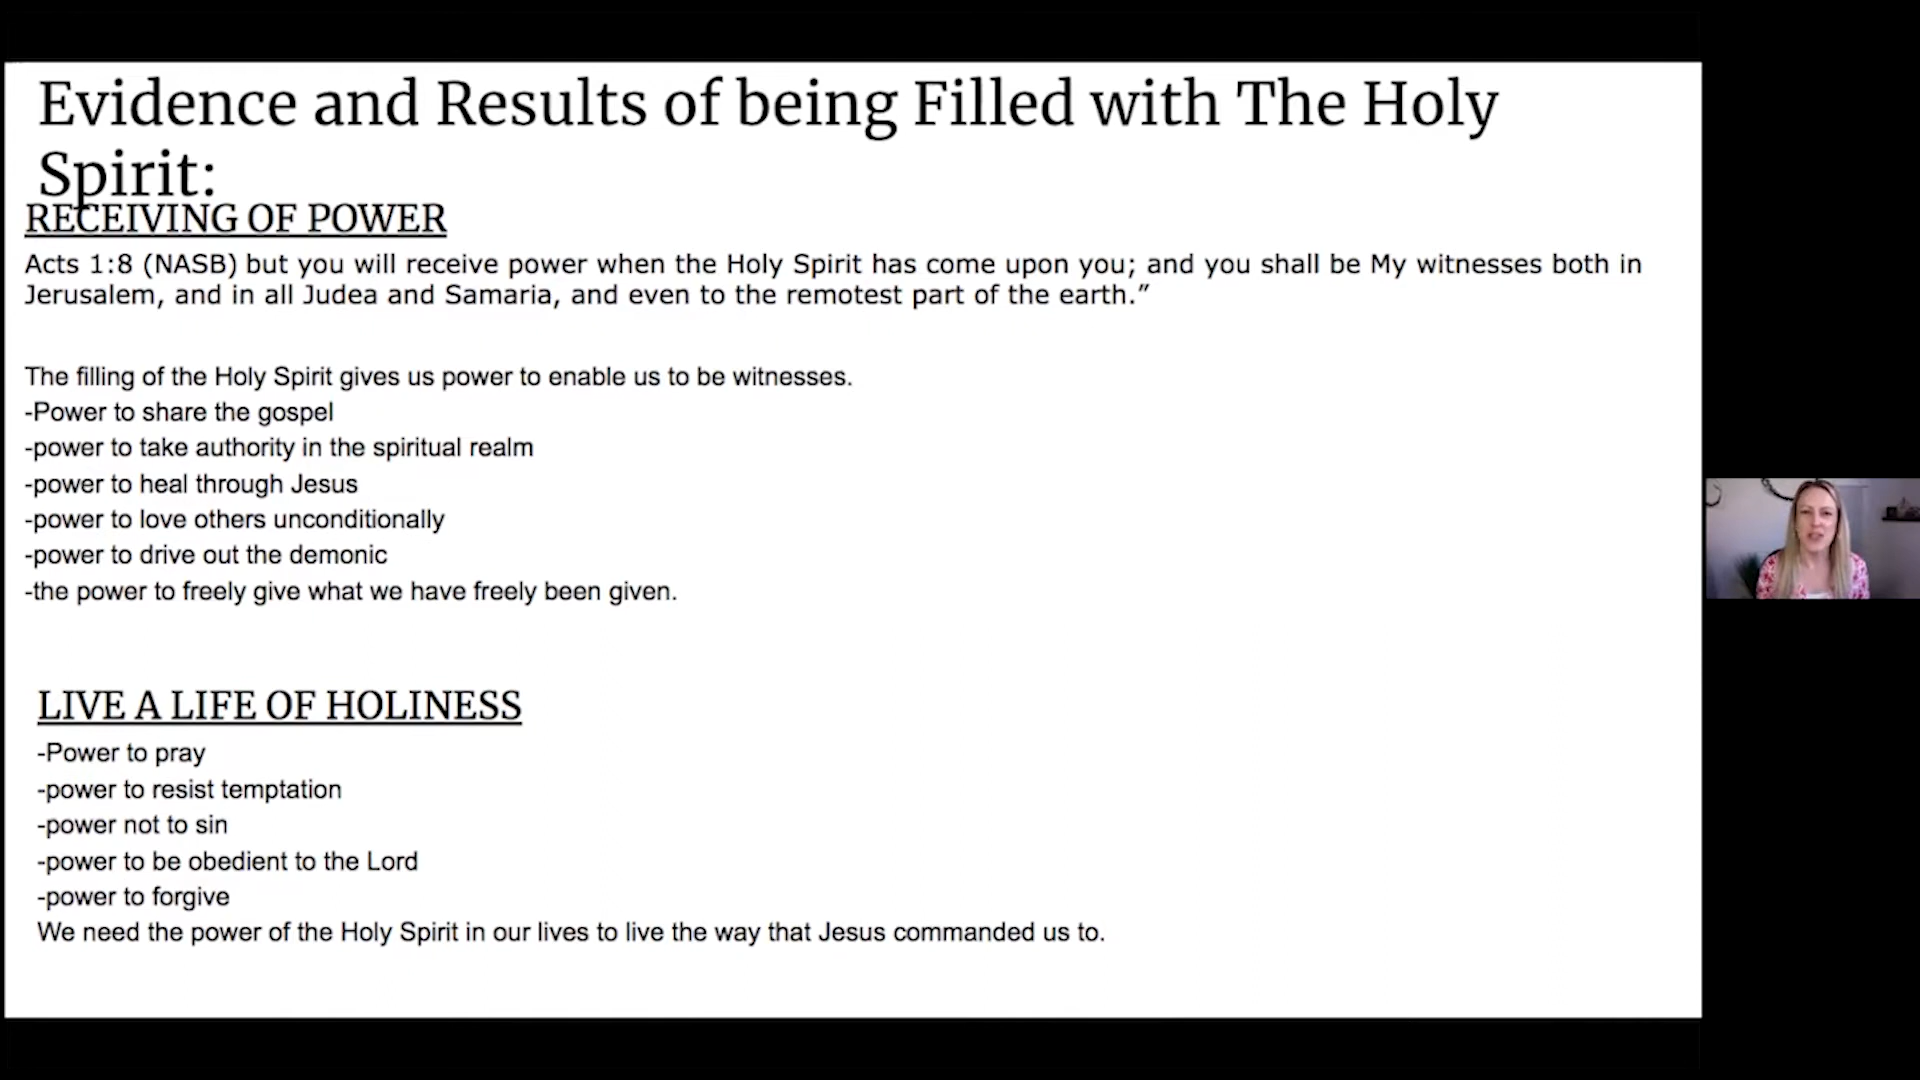 Evidence and Results of being Filled with The Holy
Spirit:
RECEIVING OF POWER
Acts 1:8 (NASB) but you will receive power when the Holy Spirit has come upon you; and you shall be My witnesses both in
Jerusalem, and in all Judea and Samaria, and even to the remotest part of the earth.”
The filling of the Holy Spirit gives us power to enable us to be witnesses.
-Power to share the gospel
-power to take authority in the spiritual realm
-power to heal through Jesus
-power to love others unconditionally
-power to drive out the demonic
-the power to freely give what we have freely been given.
LIVE A LIFE OF HOLINESS
-Power to pray
-power to resist temptation
-power not to sin
-power to be obedient to the Lord
-power to forgive
We need the power of the Holy Spirit in our lives to live the way that Jesus commanded us to.